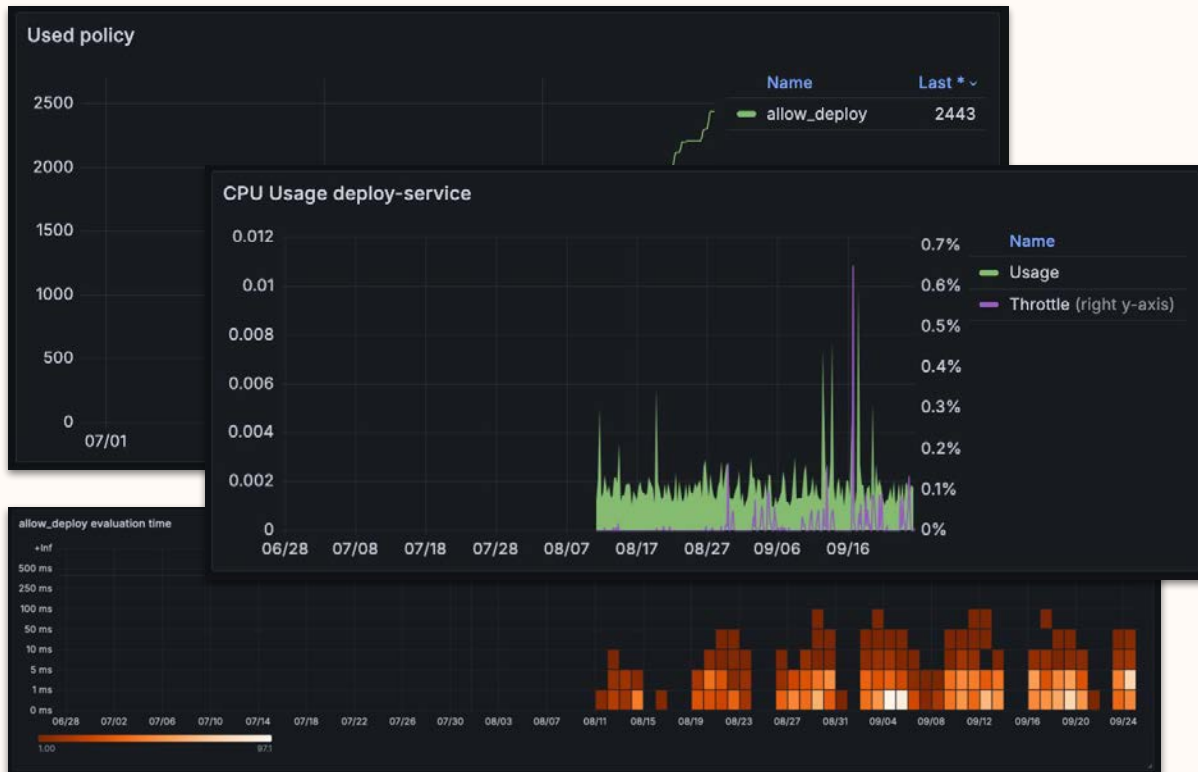 Used policy
Name Last *
2500
allow_deploy 2443
2000
1500
1000
500
0
07/01
CPU Usage deploy-service
0.012
0.7%
Name
0.01
0.6%
Usage
Throttle (right y-axis)
0.008
0.5%
0.4%
0.006
0.3%
0.004
0.2%
0.002
0.1%
0
0%
06/28 07/08 07/18 07/28 08/07 08/17 08/27 09/06 09/16
allow_deploy evaluation time
+Inf
500 ms
250 ms
100 ms
50 ms
10 ms
5 ms
1 ms
0 ms
06/28 07/02 07/06 07/10 07/14 07/18 07/22 07/26 07/30 08/03 08/07 08/11 08/15 08/19 08/23 08/27 08/31 09/04 09/08 09/12 09/16 09/20 09/24
1.00 971